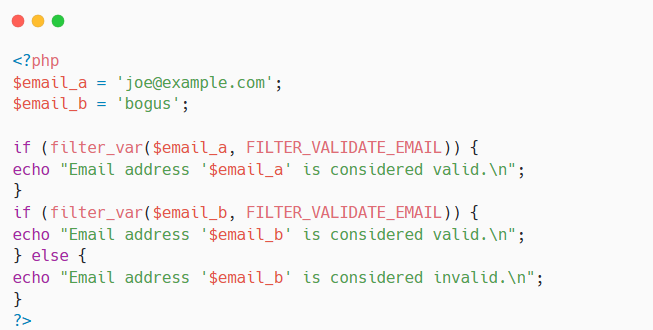 <?php
$email_a = 'joe@example.com';
$email_b = 'bogus';

if (filter_var($email_a, FILTER_VALIDATE_EMAIL)) {
echo "Email address '$email_a' is considered valid.\n";
}
if (filter_var($email_b, FILTER_VALIDATE_EMAIL)) {
echo "Email address '$email_b' is considered valid.\n";
} else {
echo "Email address '$email_b' is considered invalid.\n";
}
?>